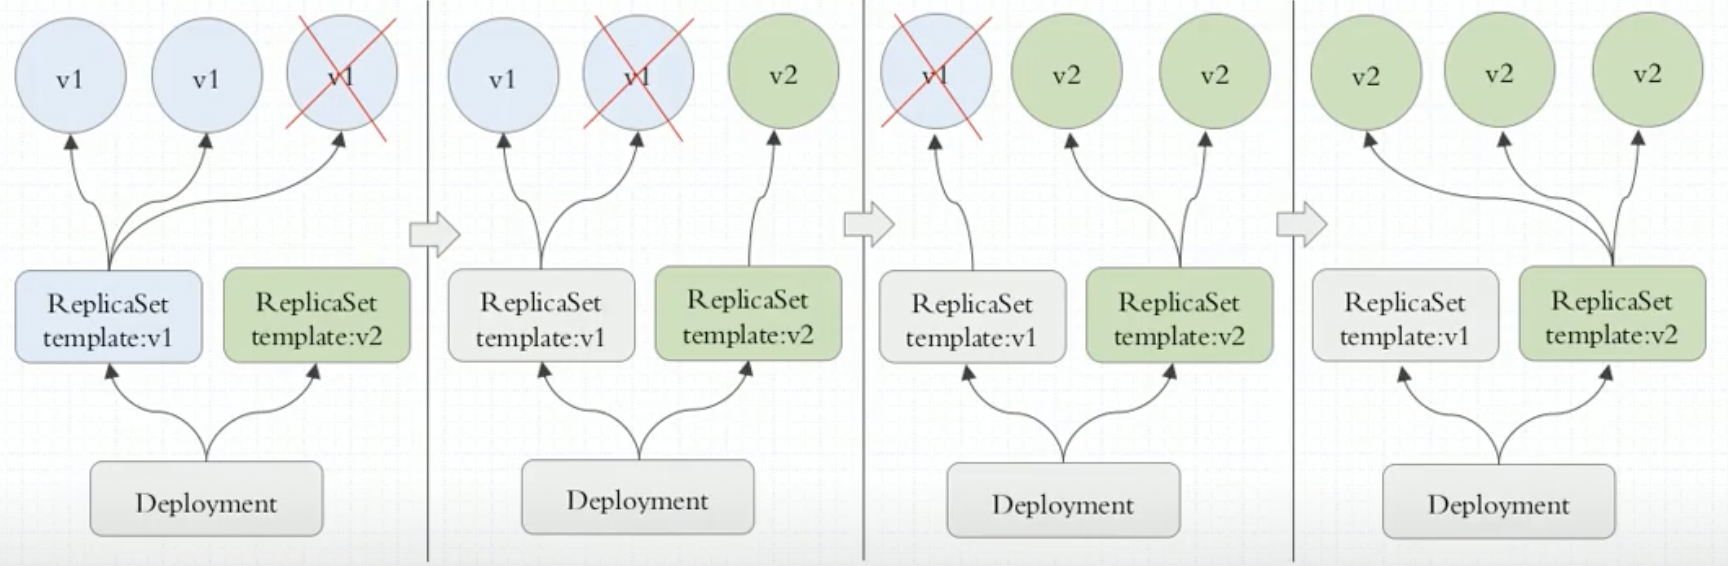 v1
v1
v1
ReplicaSet
template:v1
ReplicaSet
template:v2
Deployment
v1
v1
v2
ReplicaSet
template:v1
ReplicaSet
template:v2
Deployment
v1
v2
v2
ReplicaSet
template:v1
ReplicaSet
template:v2
Deployment
v2
v2
v2
ReplicaSet
template:v1
ReplicaSet
template:v2
Deployment